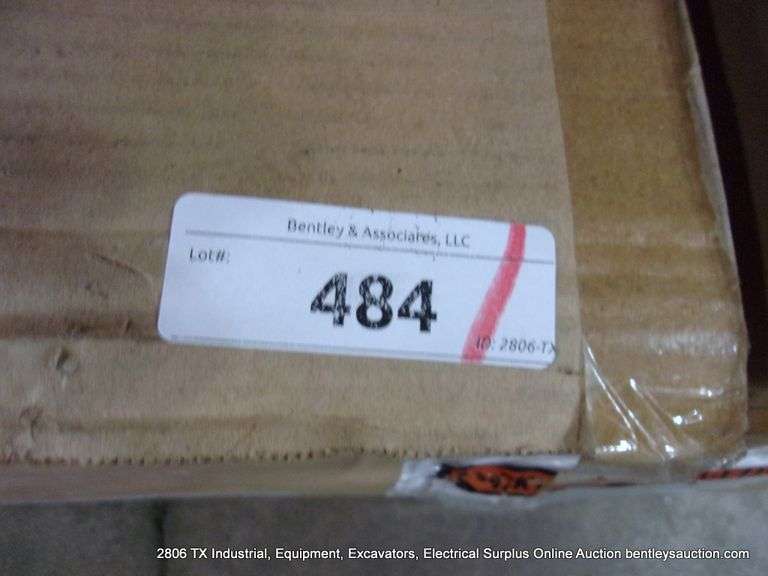 Bentley & Associates, LLC
Lot#:
484
ID: 2806-TX
2806 TX Industrial, Equipment, Excavators, Electrical Surplus Online Auction bentleysauction.com